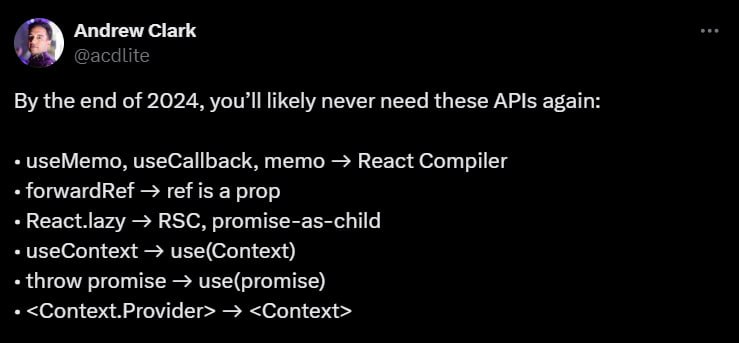 Andrew Clark
@acdlite
By the end of 2024, you’ll likely never need these APIs again:
• useMemo, useCallback, memo → React Compiler
• forwardRef → ref is a prop
• React.lazy → RSC, promise-as-child
• useContext → use(Context)
• throw promise → use(promise)
• <Context.Provider> → <Context>